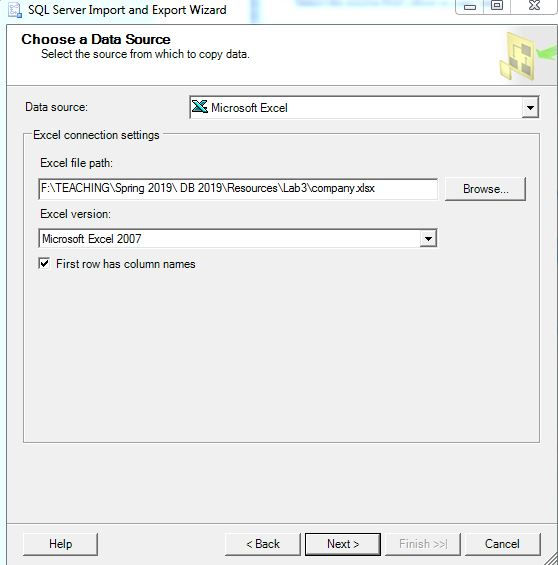 SQL Server Import and Export Wizard
Choose a Data Source
Select the source from which to copy data.
Data source:
Microsoft Excel
Excel connection settings
Excel file path:
F:\TEACHING\Spring 2019\ DB 2019\Resources\Lab3\company.xlsx
Browse...
Excel version:
Microsoft Excel 2007
First row has column names
Help
< Back
Next >
Finish >>|
Cancel